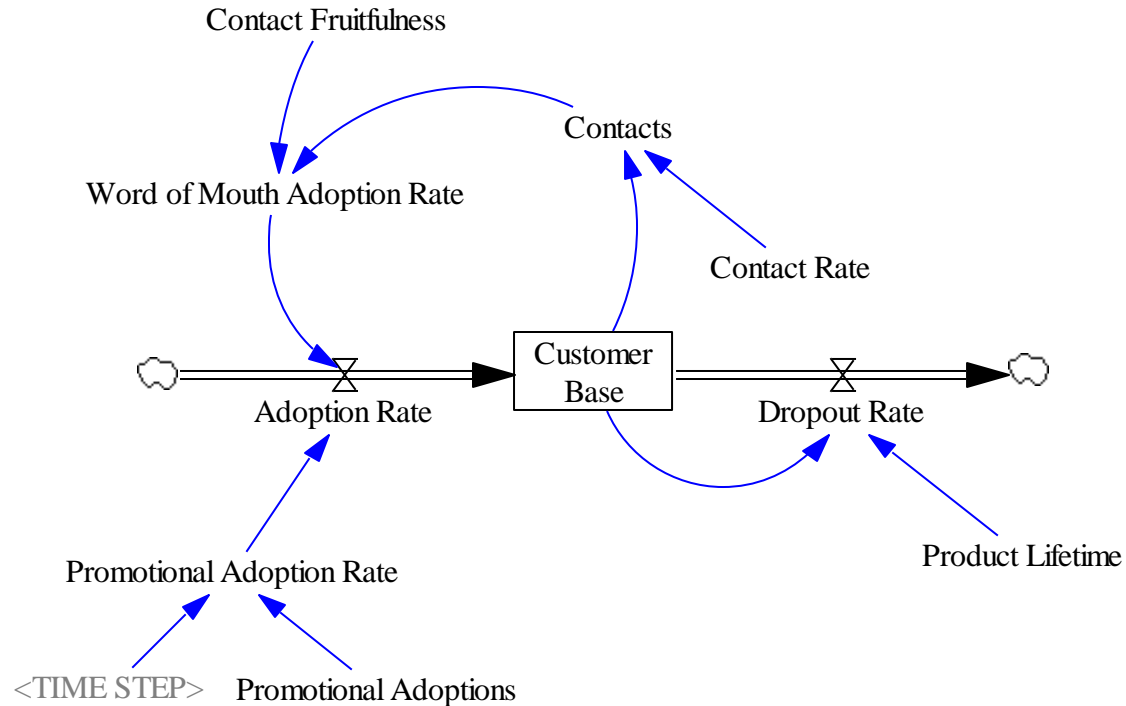 Contact Fruitfulness
Contacts
Word of Mouth Adoption Rate
Contact Rate
Customer
Base
Adoption Rate
Dropout Rate
Product Lifetime
Promotional Adoption Rate
<TIME STEP>
Promotional Adoptions